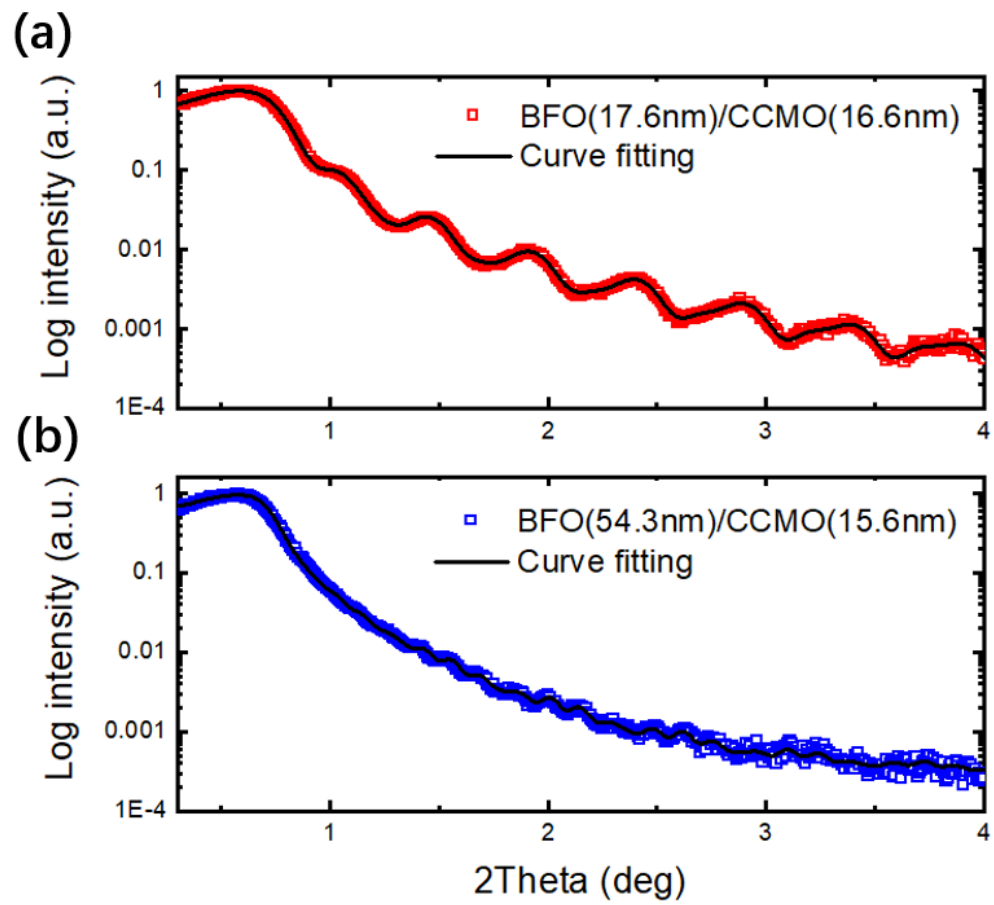 (a)
Log intensity (a.u.)
1
0.1
0.01
0.001
1E-4
BFO(17.6nm)/CCMO(16.6nm)
Curve fitting
1 2 3 4
(b)
Log intensity (a.u.)
1
0.1
0.01
0.001
1E-4
BFO(54.3nm)/CCMO(15.6nm)
Curve fitting
1 2 3 4
2Theta (deg)